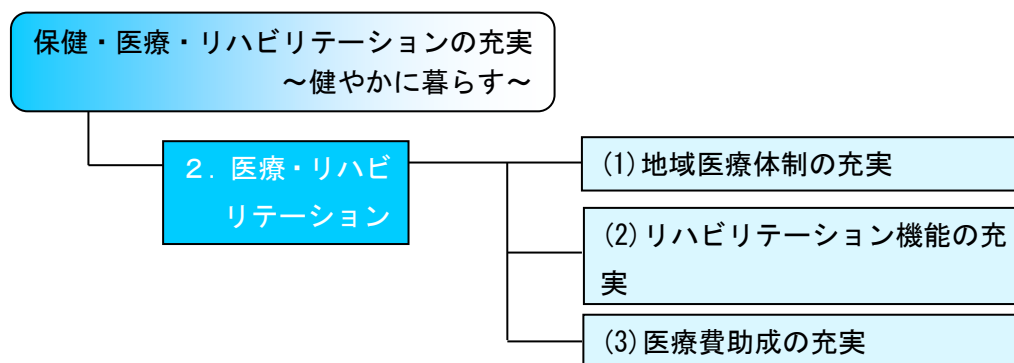 保健・医療・リハビリテーションの充実
～健やかに暮らす～
２．医療・リハビ
リテーション
(1)地域医療体制の充実
(2)リハビリテーション機能の充
実
(3)医療費助成の充実